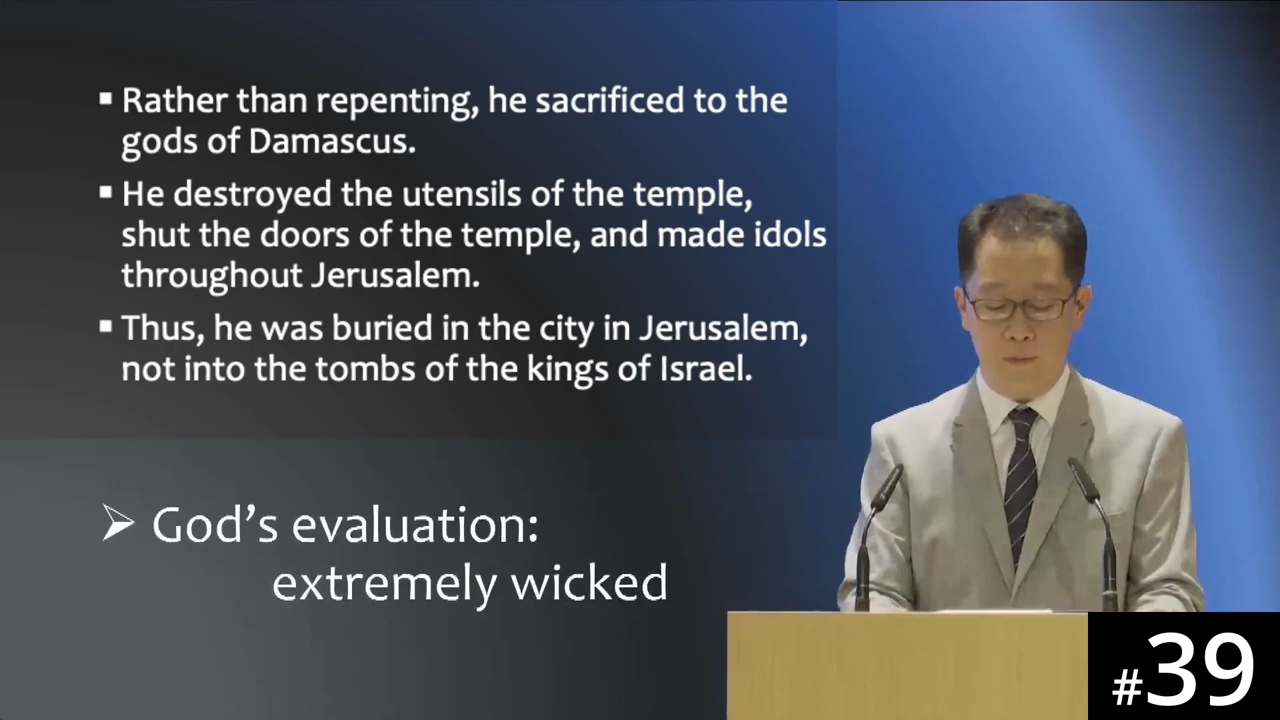 ▪ Rather than repenting, he sacrificed to the
gods of Damascus.
▪ He destroyed the utensils of the temple,
shut the doors of the temple, and made idols
throughout Jerusalem.
▪ Thus, he was buried in the city in Jerusalem,
not into the tombs of the kings of Israel.
➢ God’s evaluation:
extremely wicked
#39